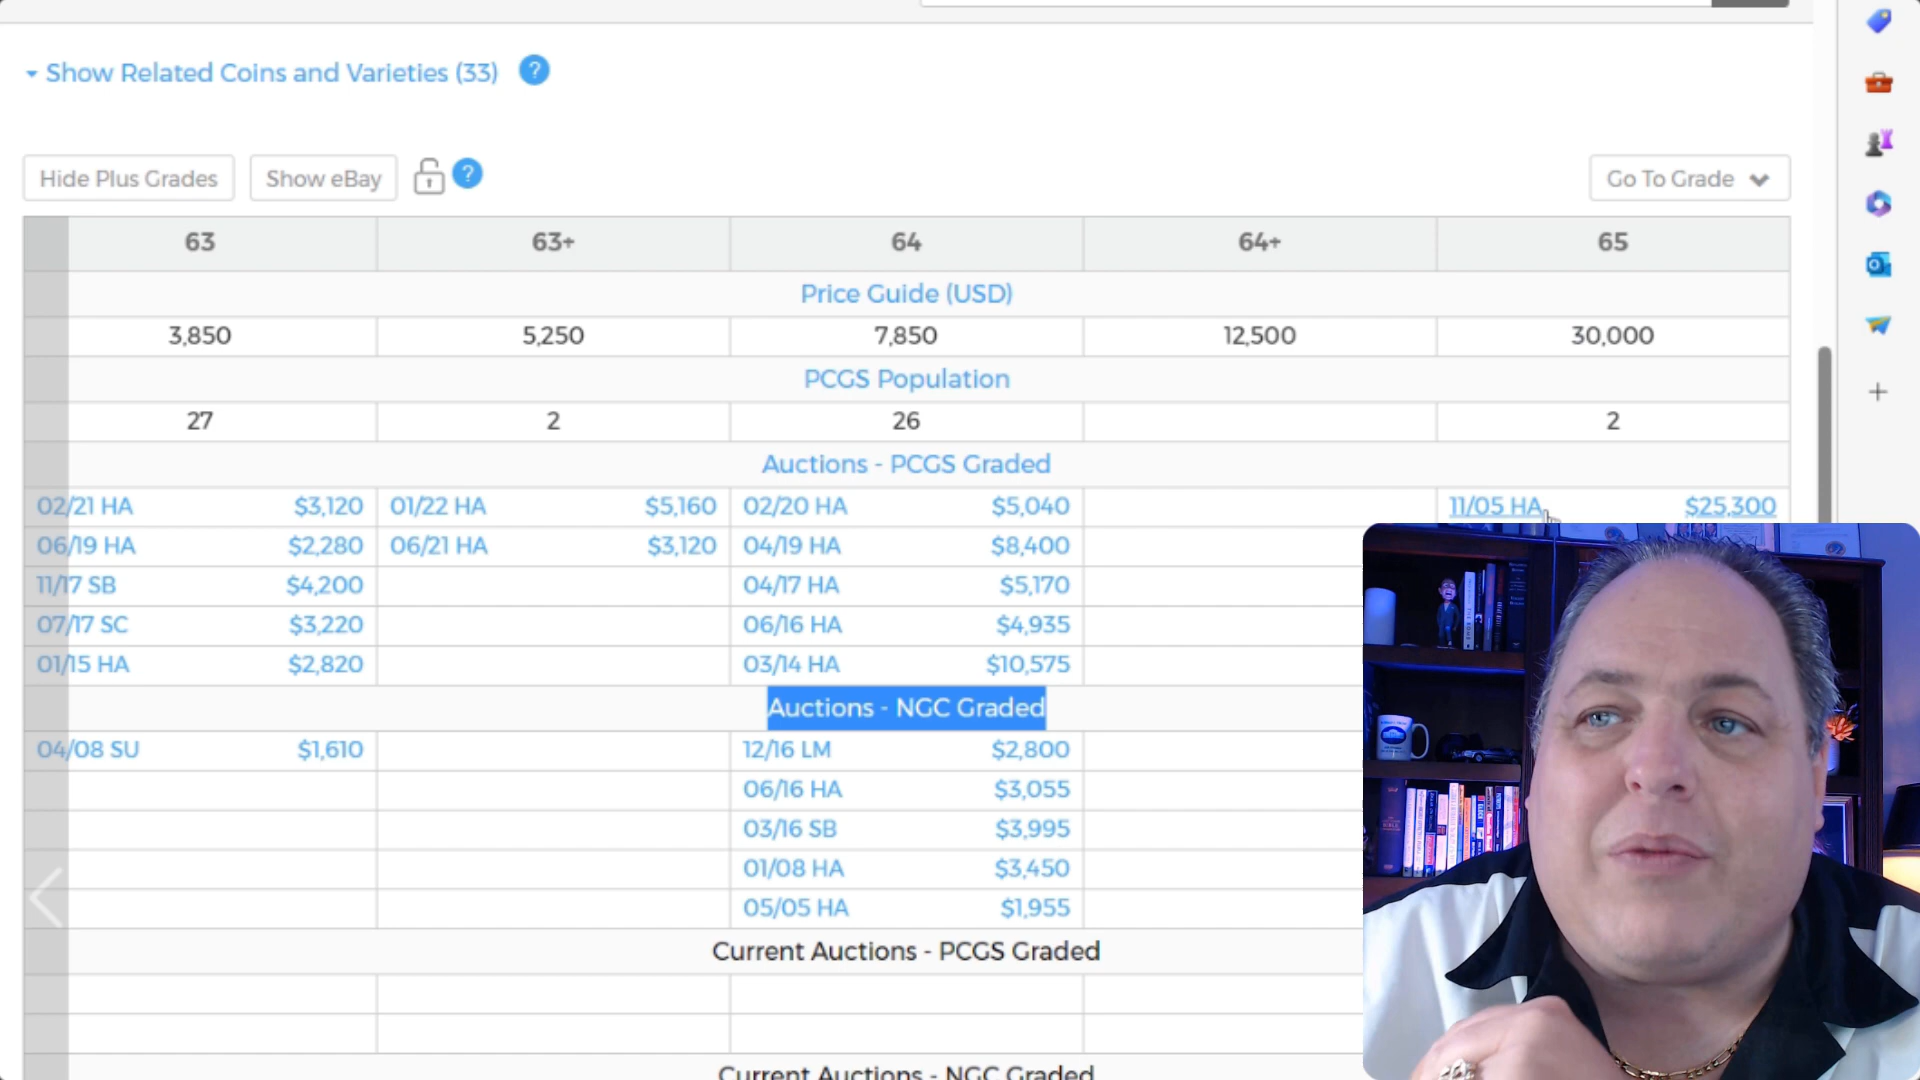 Show Related Coins and Varieties (33) ?
Hide Plus Grades Show eBay ? Go To Grade
63 63+ 64 64+ 65
Price Guide (USD)
3,850 5,250 7,850 12,500 30,000
PCGS Population
27 2 26 2
Auctions - PCGS Graded
02/21 HA $3,120 01/22 HA $5,160 02/20 HA $5,040 11/05 HA $25,300
06/19 HA $2,280 06/21 HA $3,120 04/19 HA $8,400
11/17 SB $4,200 04/17 HA $5,170
07/17 SC $3,220 06/16 HA $4,935
01/15 HA $2,820 03/14 HA $10,575
Auctions - NGC Graded
04/08 SU $1,610 12/16 LM $2,800
06/16 HA $3,055
03/16 SB $3,995
01/08 HA $3,450
05/05 HA $1,955
Current Auctions - PCGS Graded
Current Auctions - NGC Graded